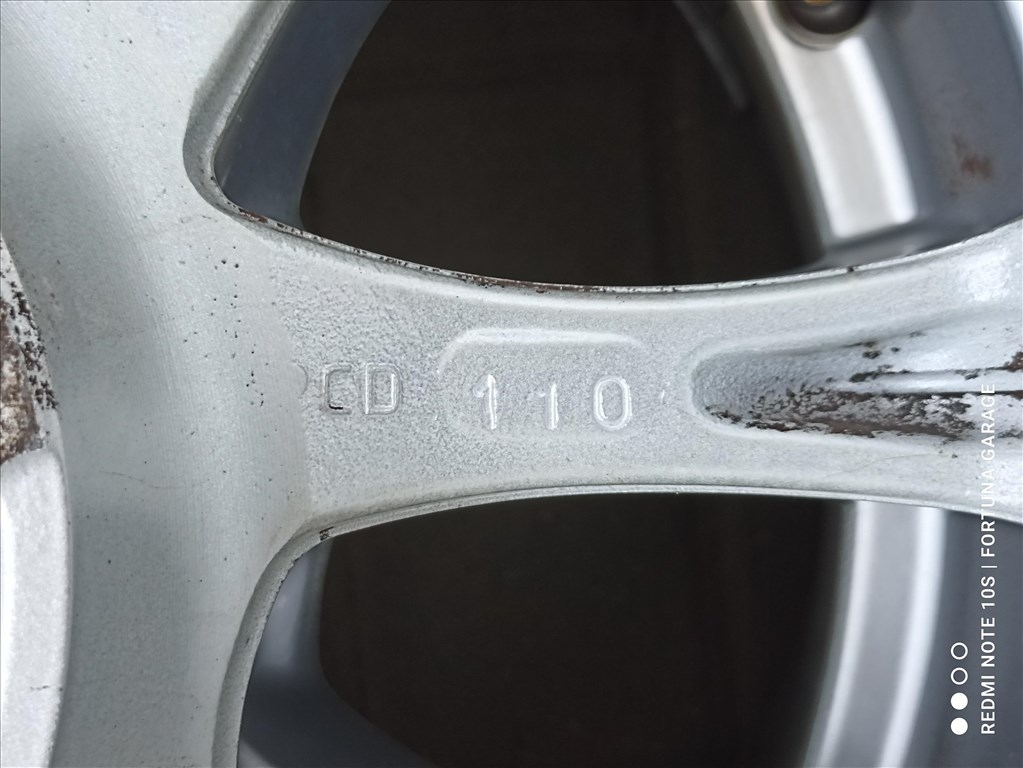 CD 110
REDMI NOTE 10S | FORTUNA GARAGE